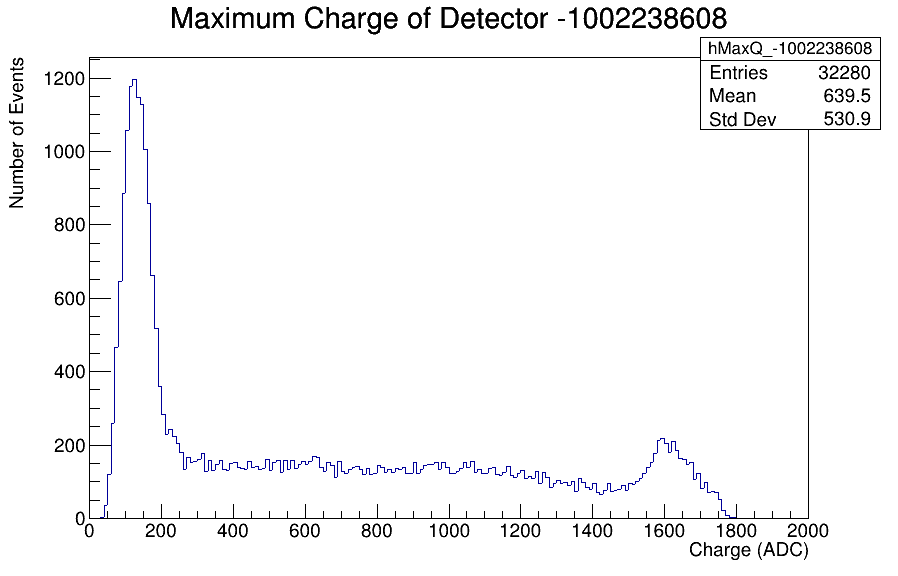 Maximum Charge of Detector -1002238608
hMaxQ_-1002238608
Entries 32280
Mean 639.5
Std Dev 530.9
Number of Events
1200
1000
800
600
400
200
0
0 200 400 600 800 1000 1200 1400 1600 1800 2000
Charge (ADC)